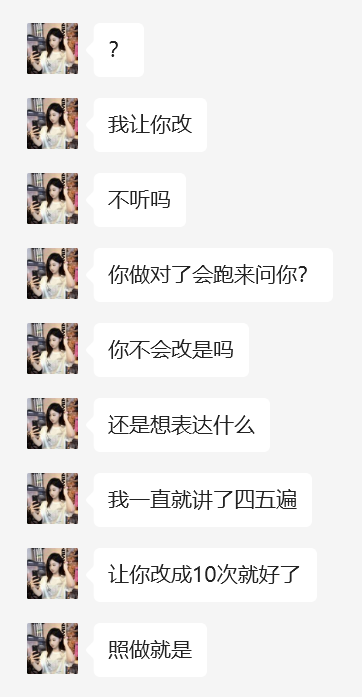 ？
我让你改
不听吗
你做对了会跑来问你？
你不会改是吗
还是想表达什么
我一直就讲了四五遍
让你改成10次就好了
照做就是